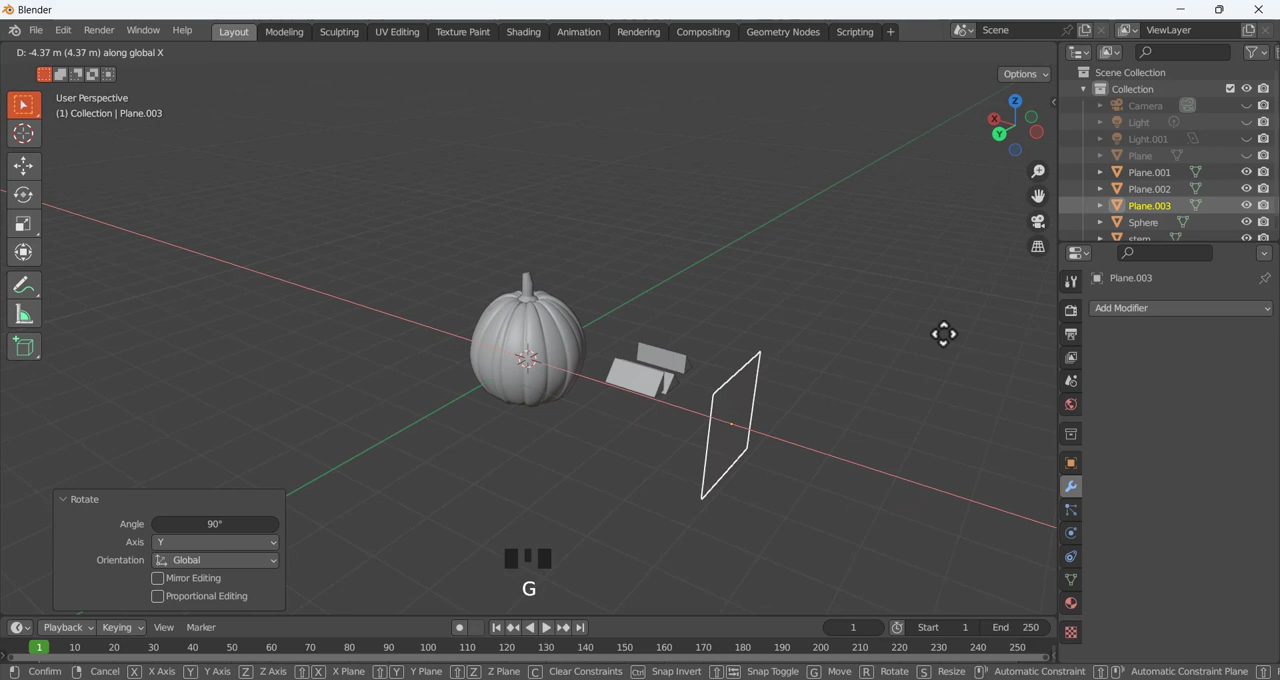 Blender
File Edit Render Window Help Layout Modeling Sculpting UV Editing Texture Paint Shading Animation Rendering Compositing Geometry Nodes Scripting + Scene ViewLayer
D: -4.37 m (4.37 m) along global X
Options
User Perspective
(1) Collection | Plane.003
Z
X
Y
Scene Collection
Collection
Camera
Light
Light.001
Plane
Plane.001
Plane.002
Plane.003
Sphere
stem
Plane.003
Add Modifier
Rotate
Angle 90°
Axis Y
Orientation Global
Mirror Editing
Proportional Editing
G
Playback Keying View Marker 1 Start 1 End 250
1 10 20 30 40 50 60 70 80 90 100 110 120 130 140 150 160 170 180 190 200 210 220 230 240 250
Confirm Cancel X X Axis Y Y Axis Z Z Axis X X Plane Y Y Plane Z Z Plane C Clear Constraints Ctrl Snap Invert Snap Toggle G Move R Rotate S Resize Automatic Constraint Automatic Constraint Plane